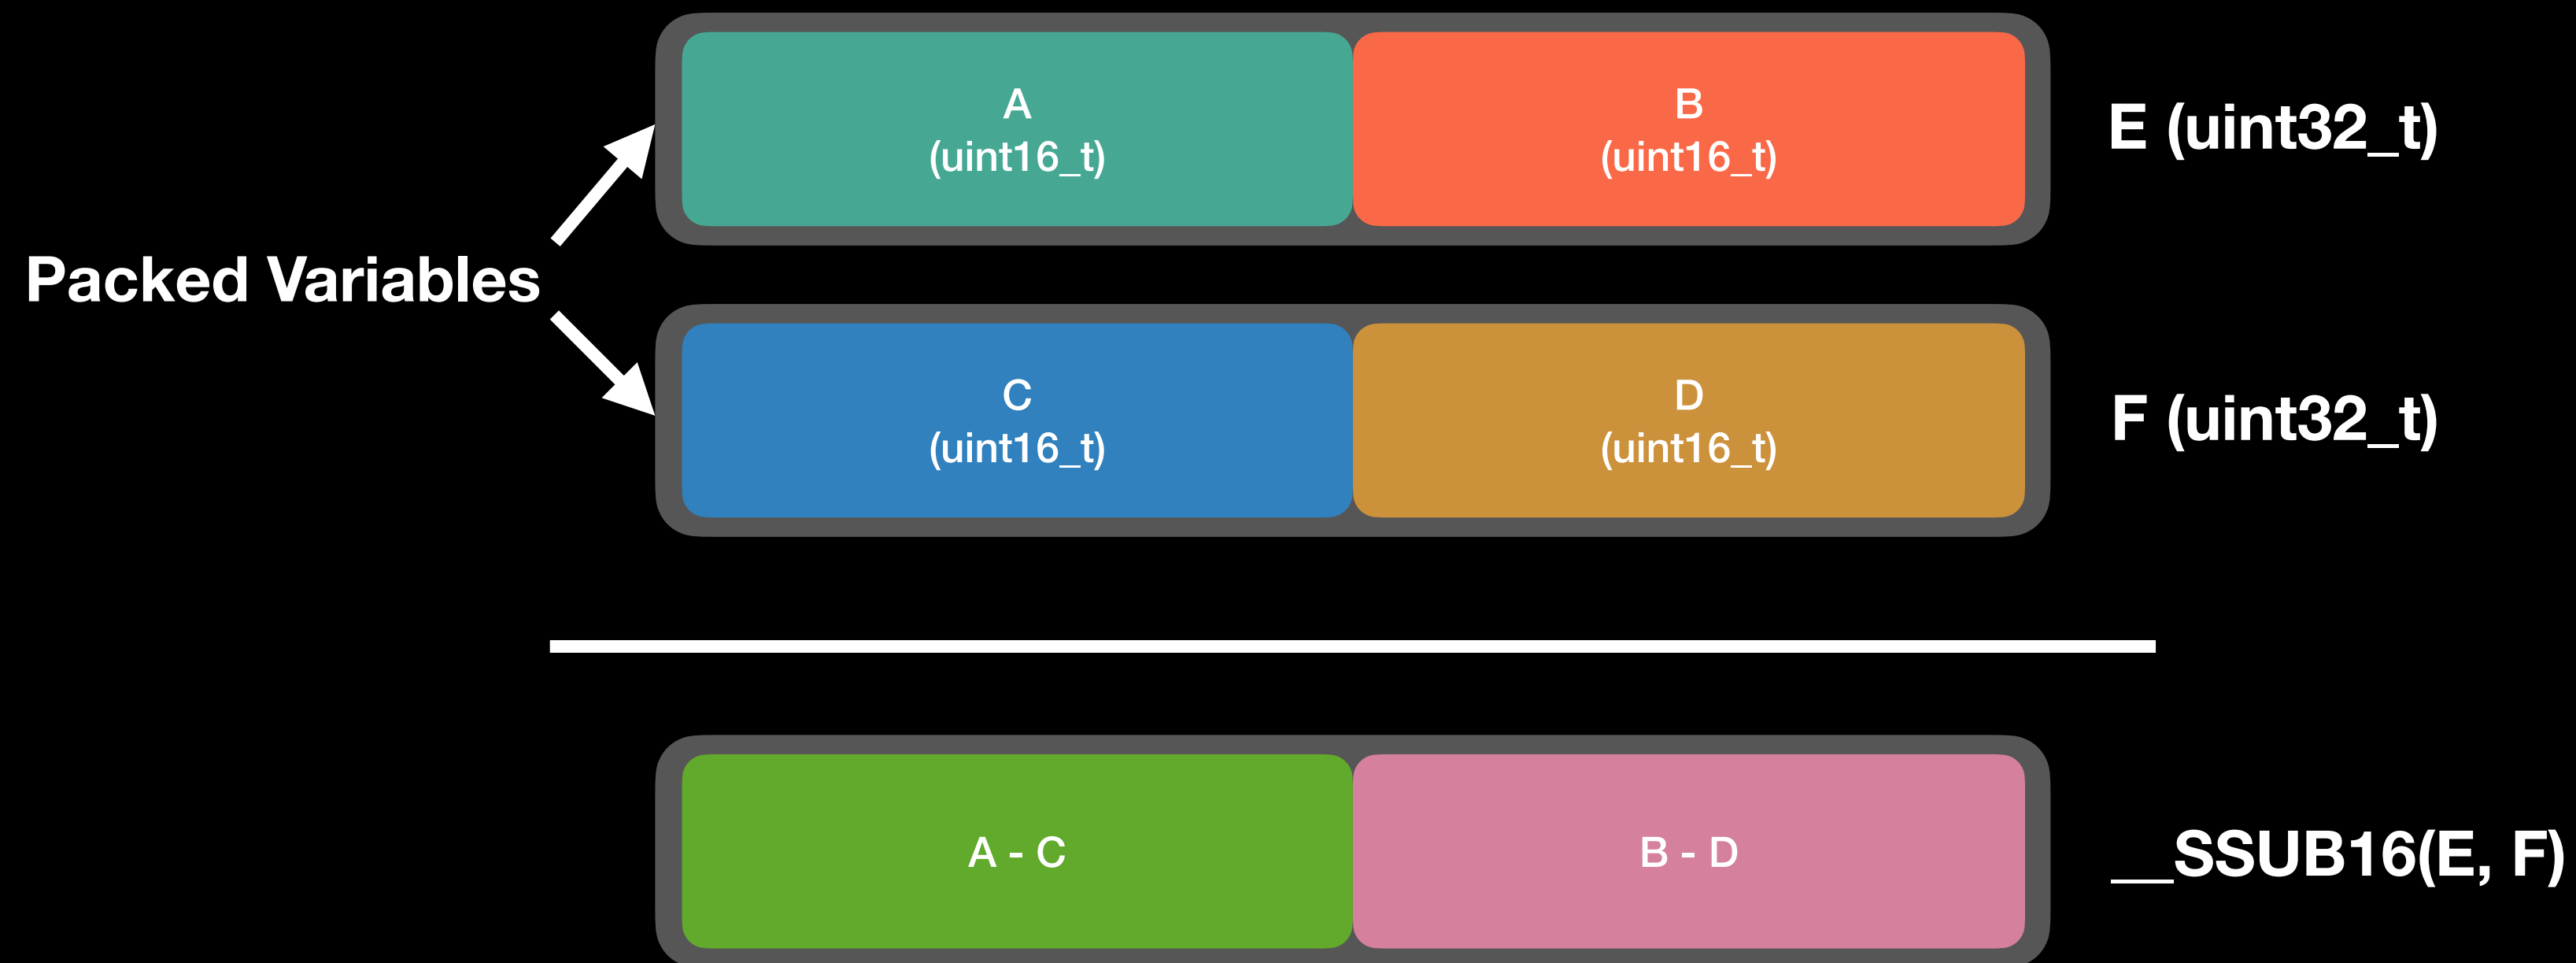 A
(uint16_t)
B
(uint16_t)
E (uint32_t)
Packed Variables
C
(uint16_t)
D
(uint16_t)
F (uint32_t)
A - C
B - D
__SSUB16(E, F)